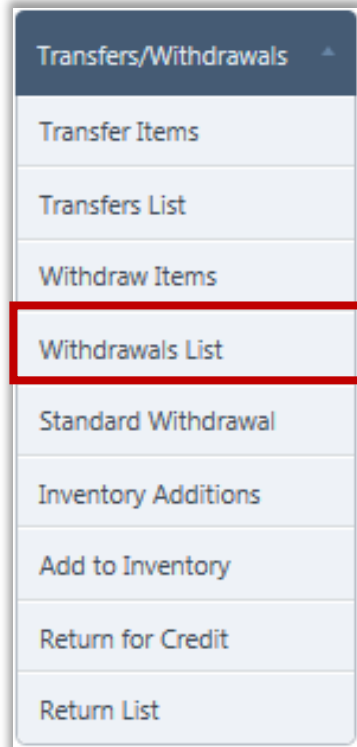 Transfers/Withdrawals
Transfer Items
Transfers List
Withdraw Items
Withdrawals List
Standard Withdrawal
Inventory Additions
Add to Inventory
Return for Credit
Return List